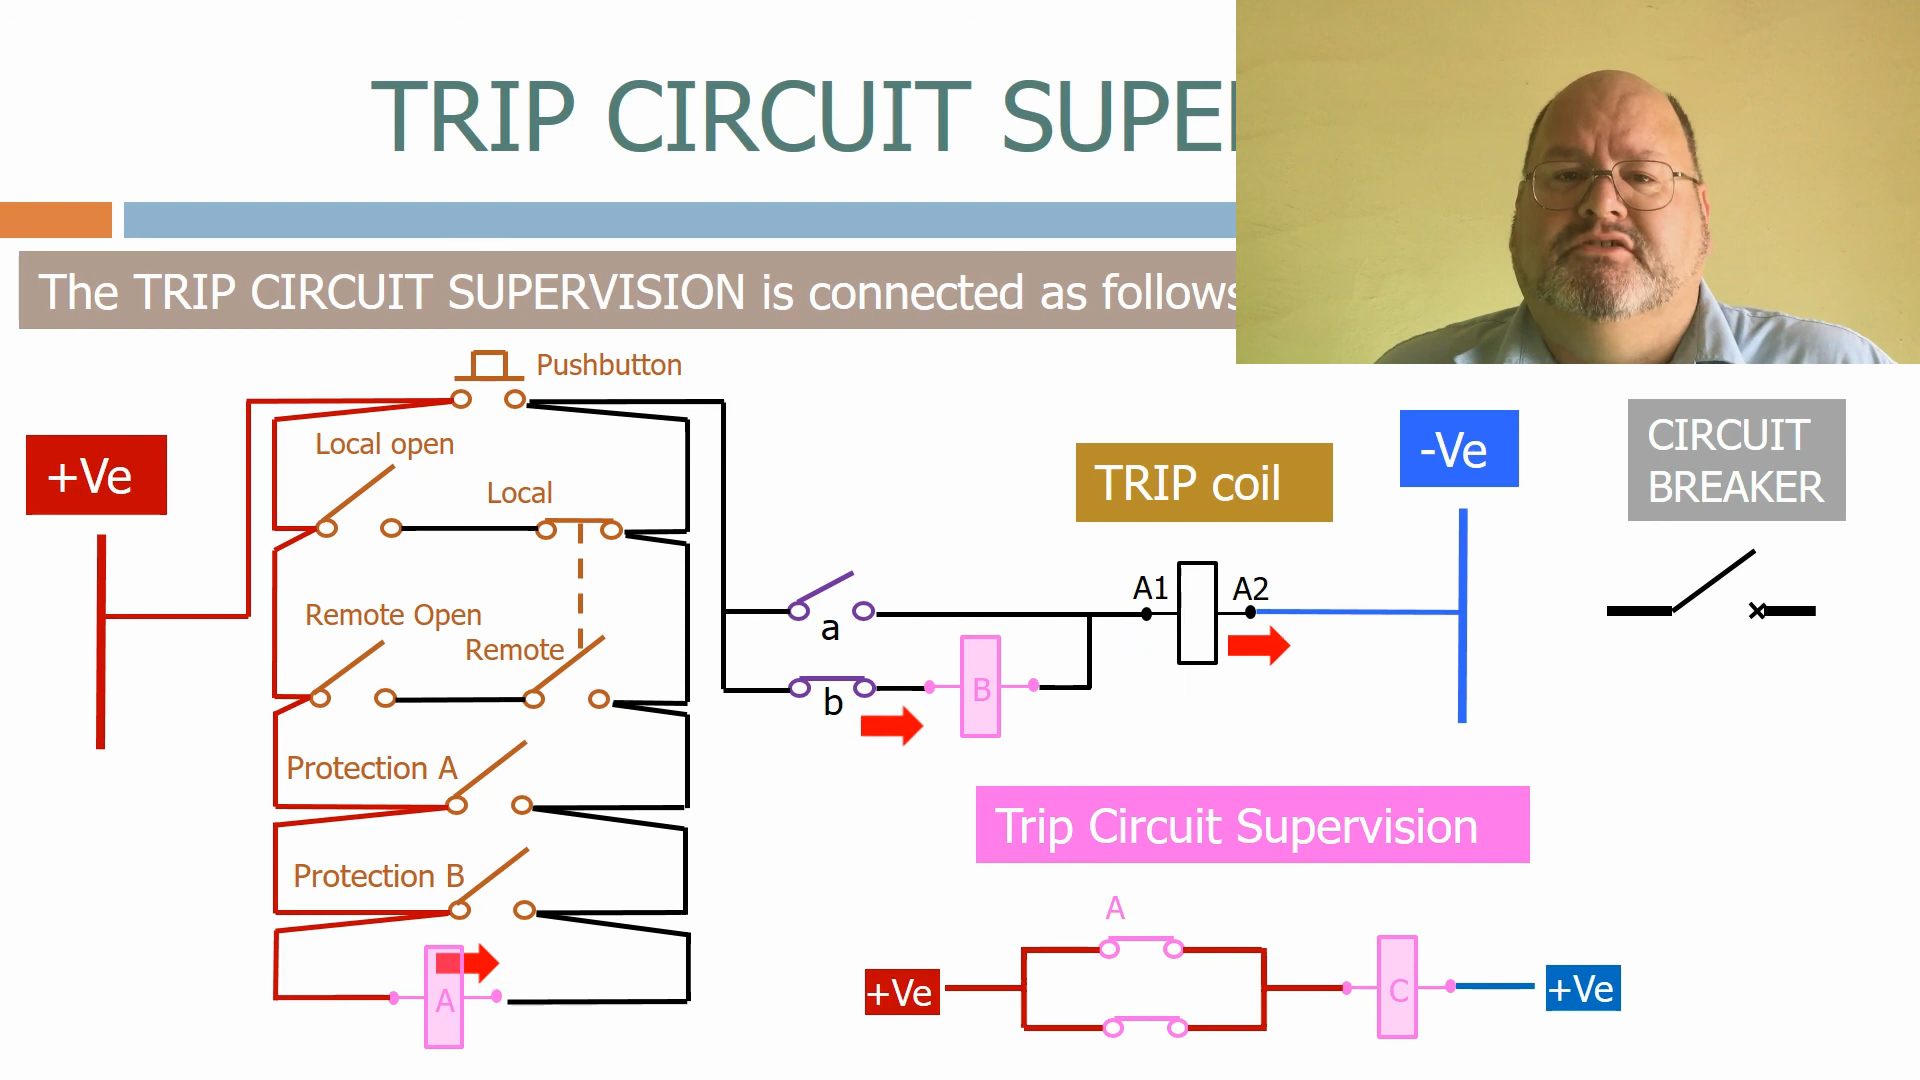 TRIP CIRCUIT SUPE
The TRIP CIRCUIT SUPERVISION is connected as follows
Pushbutton
+Ve
Local open
Local
TRIP coil
-Ve
CIRCUIT
BREAKER
Remote Open
Remote
a
A1
A2
b
B
Protection A
Trip Circuit Supervision
Protection B
A
+Ve
C
+Ve
A